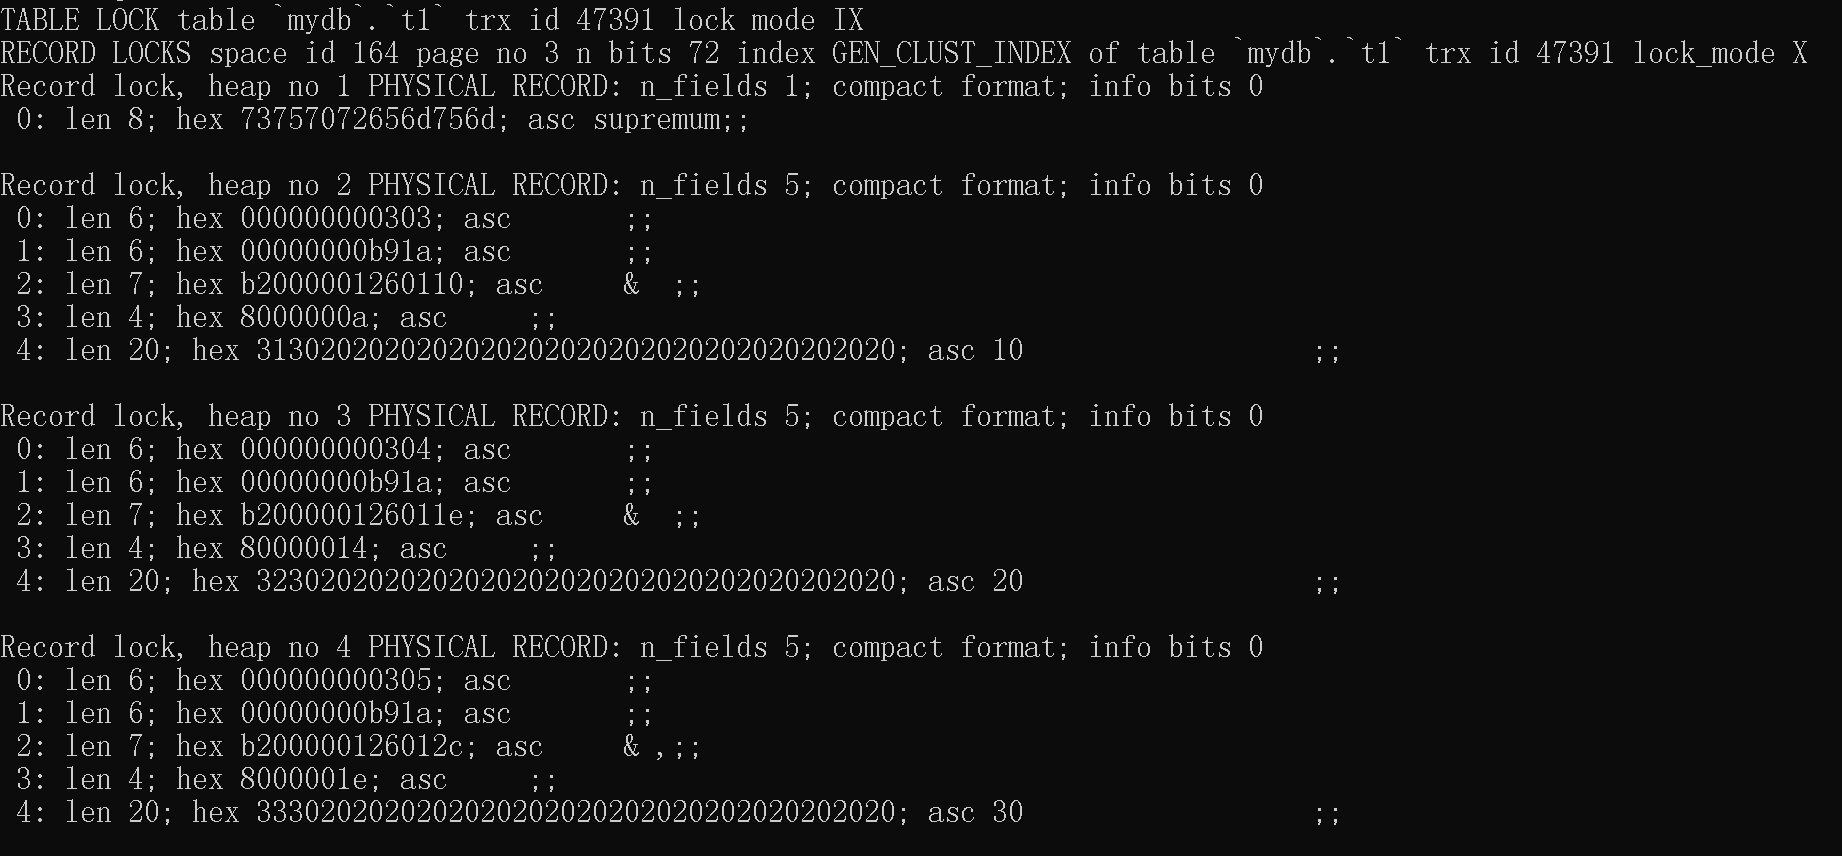 TABLE LOCK table `mydb`.`t1` trx id 47391 lock mode IX
RECORD LOCKS space id 164 page no 3 n bits 72 index GEN_CLUST_INDEX of table `mydb`.`t1` trx id 47391 lock_mode X
Record lock, heap no 1 PHYSICAL RECORD: n_fields 1; compact format; info bits 0
 0: len 8; hex 73757072656d756d; asc supremum;;

Record lock, heap no 2 PHYSICAL RECORD: n_fields 5; compact format; info bits 0
 0: len 6; hex 000000000303; asc       ;;
 1: len 6; hex 00000000b91a; asc       ;;
 2: len 7; hex b2000001260110; asc     &  ;;
 3: len 4; hex 8000000a; asc     ;;
 4: len 20; hex 3130202020202020202020202020202020202020; asc 10                  ;;

Record lock, heap no 3 PHYSICAL RECORD: n_fields 5; compact format; info bits 0
 0: len 6; hex 000000000304; asc       ;;
 1: len 6; hex 00000000b91a; asc       ;;
 2: len 7; hex b200000126011e; asc     &  ;;
 3: len 4; hex 80000014; asc     ;;
 4: len 20; hex 3230202020202020202020202020202020202020; asc 20                  ;;

Record lock, heap no 4 PHYSICAL RECORD: n_fields 5; compact format; info bits 0
 0: len 6; hex 000000000305; asc       ;;
 1: len 6; hex 00000000b91a; asc       ;;
 2: len 7; hex b200000126012c; asc     & ,;;
 3: len 4; hex 8000001e; asc     ;;
 4: len 20; hex 3330202020202020202020202020202020202020; asc 30                  ;;